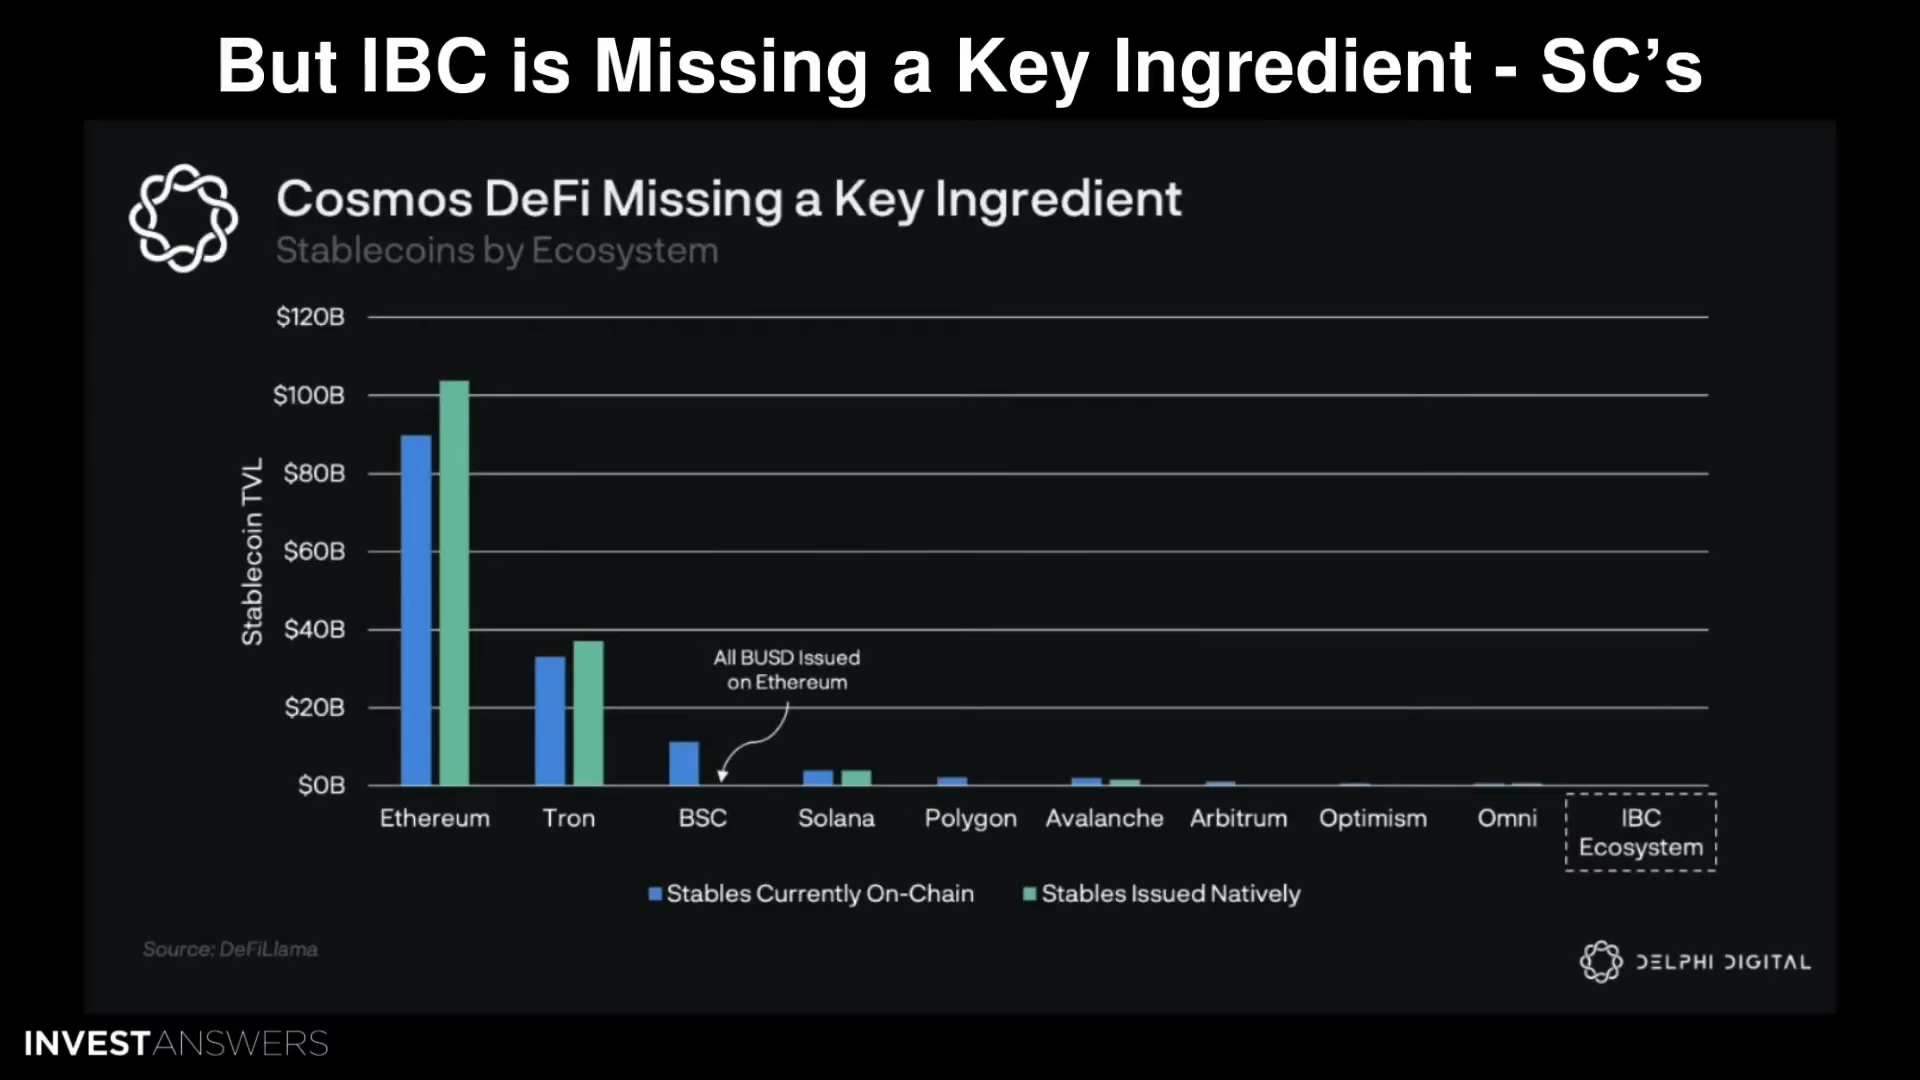 But IBC is Missing a Key Ingredient - SC's
Cosmos DeFi Missing a Key Ingredient
Stablecoins by Ecosystem
Stablecoin TVL
$120B
$100B
$80B
$60B
$40B
$20B
$0B
All BUSD Issued
on Ethereum
Ethereum
Tron
BSC
Solana
Polygon
Avalanche
Arbitrum
Optimism
Omni
IBC
Ecosystem
Stables Currently On-Chain
Stables Issued Natively
Source: DeFiLlama
DELPHI DIGITAL
INVESTANSWERS